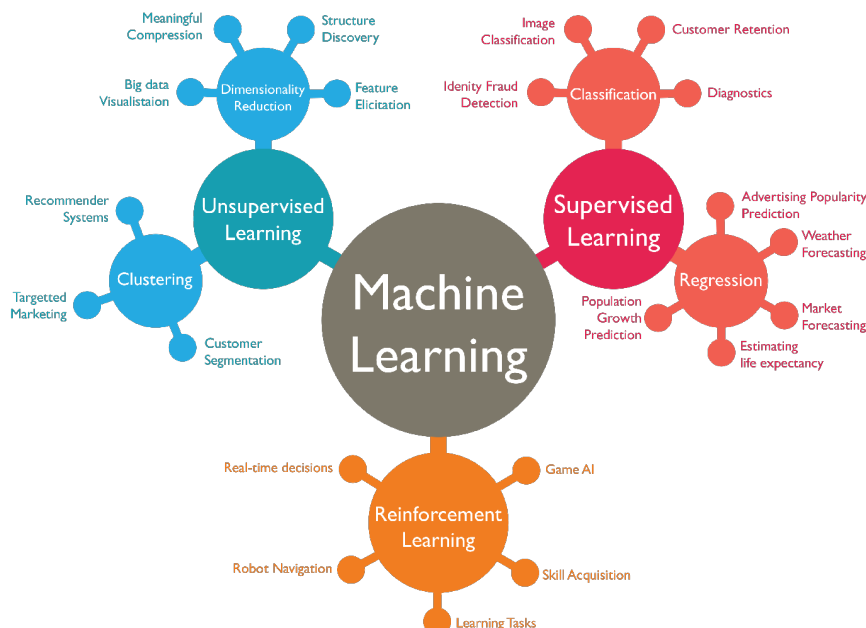 Meaningful
Compression
Structure
Discovery
Big data
Visualistaion
Dimensionality
Reduction
Feature
Elicitation
Unsupervised
Learning
Recommender
Systems
Clustering
Targetted
Marketing
Customer
Segmentation
Image
Classification
Customer Retention
Idenity Fraud
Detection
Classification
Diagnostics
Supervised
Learning
Advertising Popularity
Prediction
Weather
Forecasting
Regression
Population
Growth
Prediction
Market
Forecasting
Estimating
life expectancy
Machine
Learning
Real-time decisions
Game AI
Reinforcement
Learning
Robot Navigation
Skill Acquisition
Learning Tasks